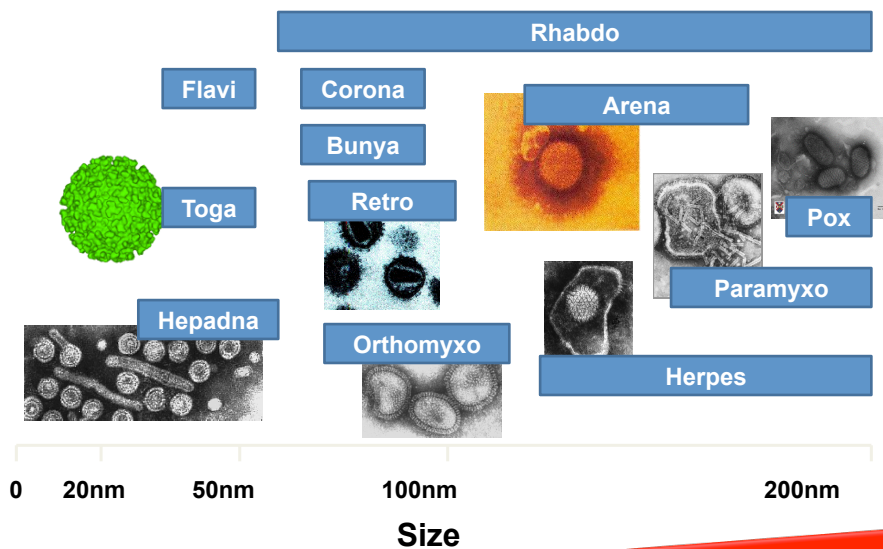 Rhabdo
Flavi
Corona
Arena
Bunya
Toga
Retro
Pox
Paramyxo
Hepadna
Orthomyxo
Herpes
0
20nm
50nm
100nm
200nm
Size